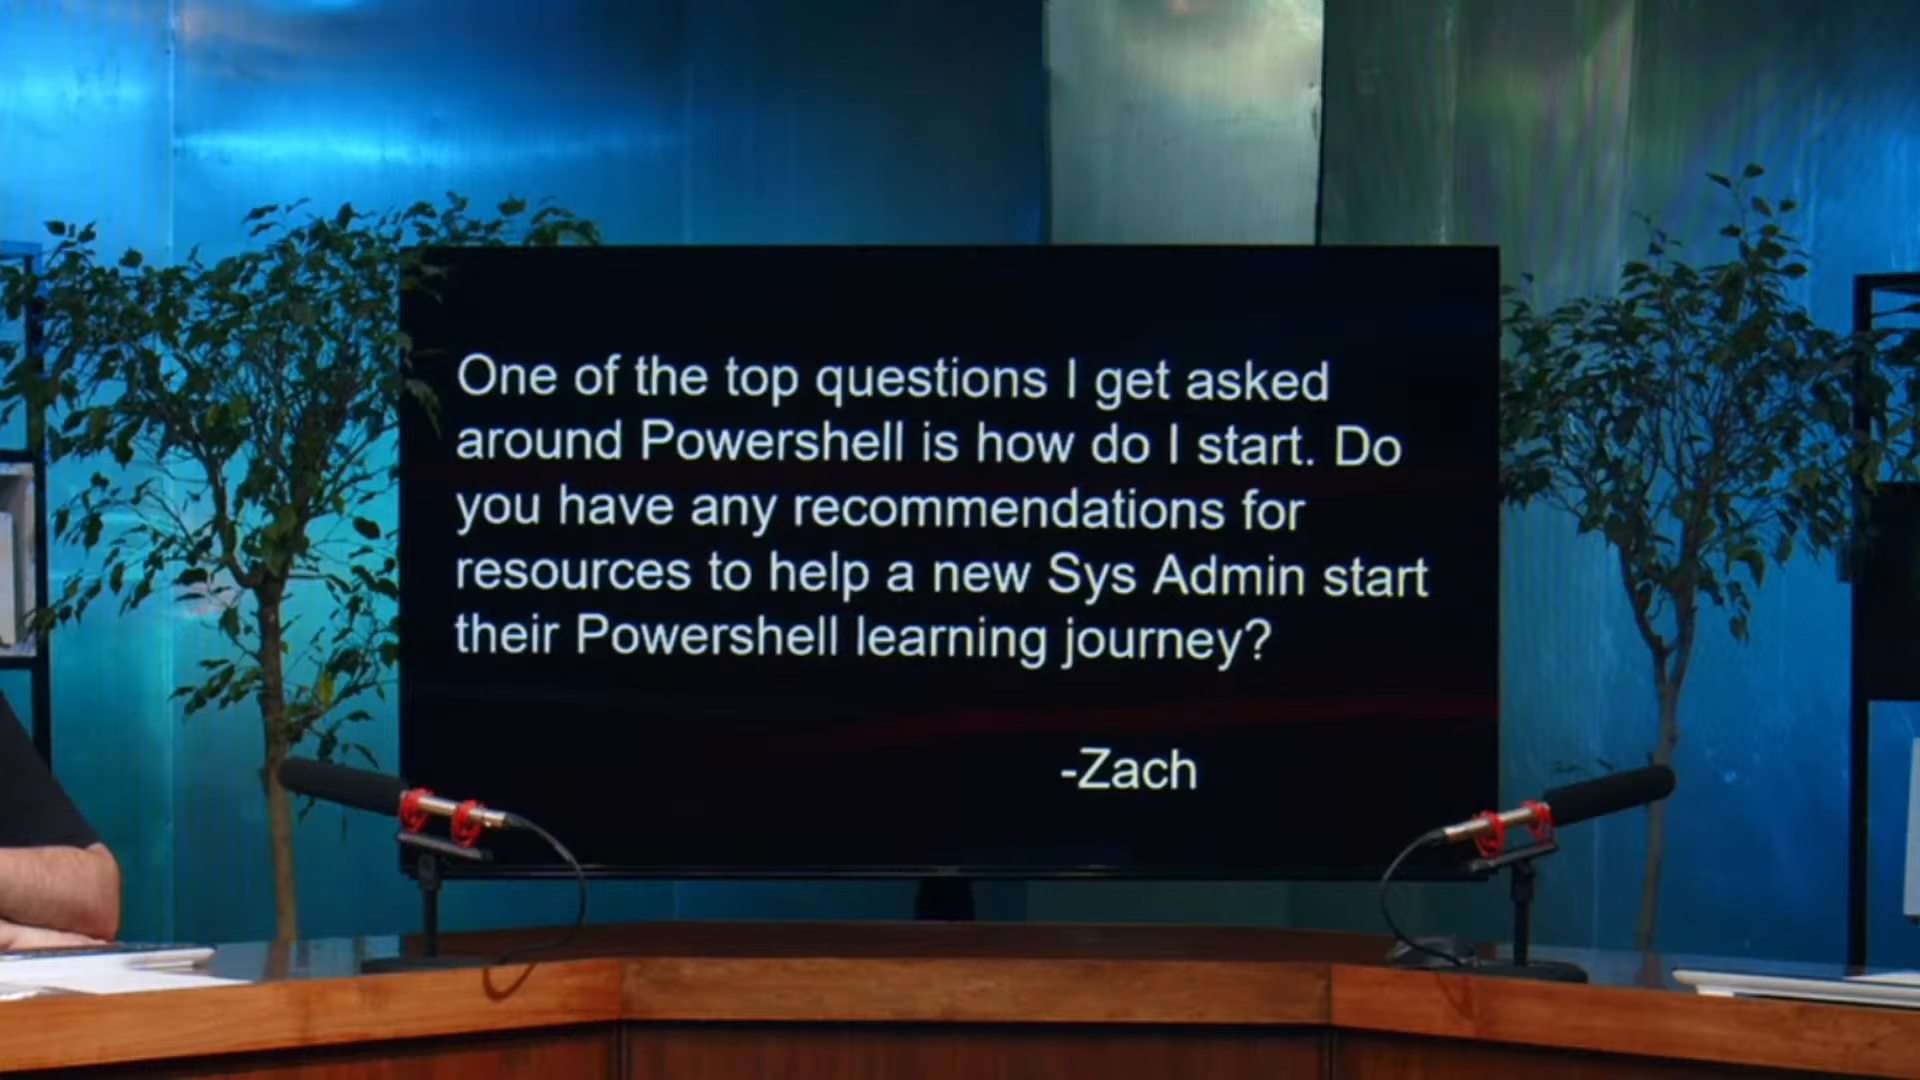 One of the top questions I get asked
around Powershell is how do I start. Do
you have any recommendations for
resources to help a new Sys Admin start
their Powershell learning journey?
-Zach